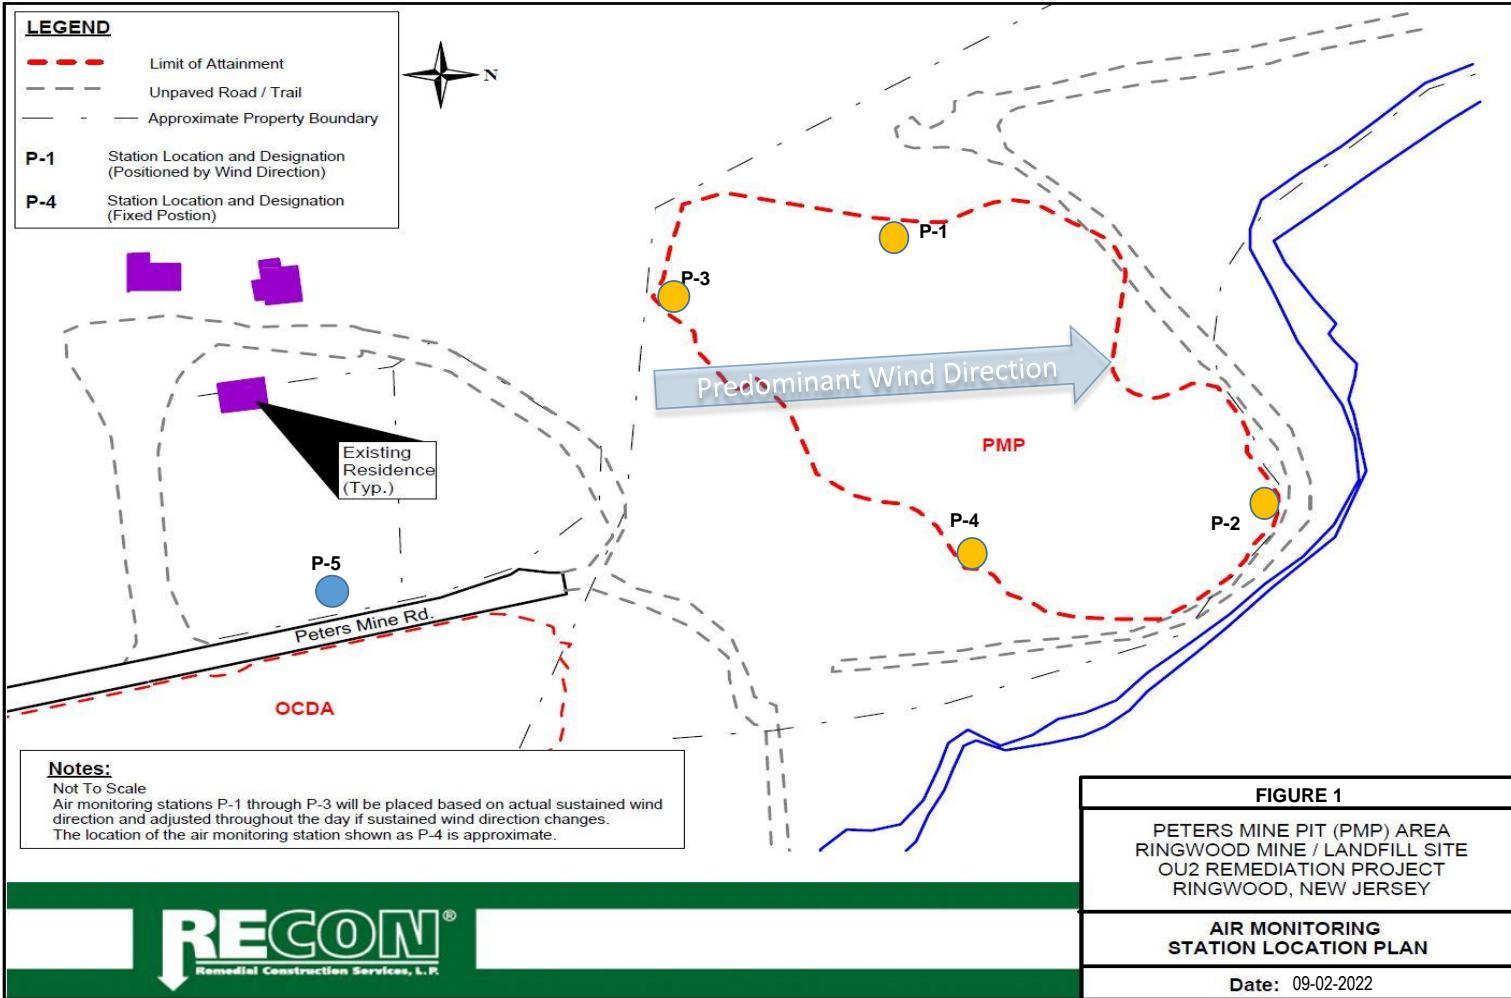 LEGEND
Limit of Attainment
Unpaved Road / Trail
Approximate Property Boundary
P-1 Station Location and Designation
(Positioned by Wind Direction)
P-4 Station Location and Designation
(Fixed Postion)
N
P-1
P-3
Predominant Wind Direction
PMP
P-2
P-4
Existing
Residence
(Typ.)
P-5
Peters Mine Rd.
OCDA
Notes:
Not To Scale
Air monitoring stations P-1 through P-3 will be placed based on actual sustained wind
direction and adjusted throughout the day if sustained wind direction changes.
The location of the air monitoring station shown as P-4 is approximate.
RECON®
Remedial Construction Services, L.P.
FIGURE 1
PETERS MINE PIT (PMP) AREA
RINGWOOD MINE / LANDFILL SITE
OU2 REMEDIATION PROJECT
RINGWOOD, NEW JERSEY
AIR MONITORING
STATION LOCATION PLAN
Date: 09-02-2022